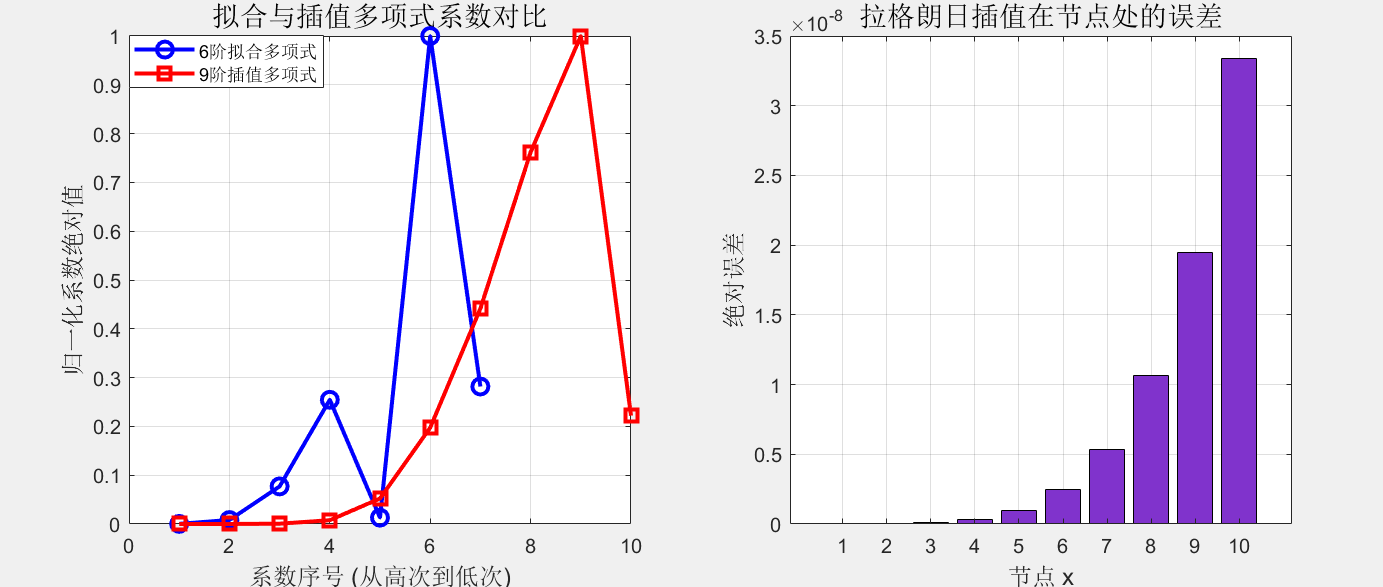 拟合与插值多项式系数对比
6阶拟合多项式
9阶插值多项式
归一化系数绝对值
1
0.9
0.8
0.7
0.6
0.5
0.4
0.3
0.2
0.1
0
0 2 4 6 8 10
系数序号 (从高次到低次)
拉格朗日插值在节点处的误差
×10-8
绝对误差
3.5
3
2.5
2
1.5
1
0.5
0
1 2 3 4 5 6 7 8 9 10
节点 x